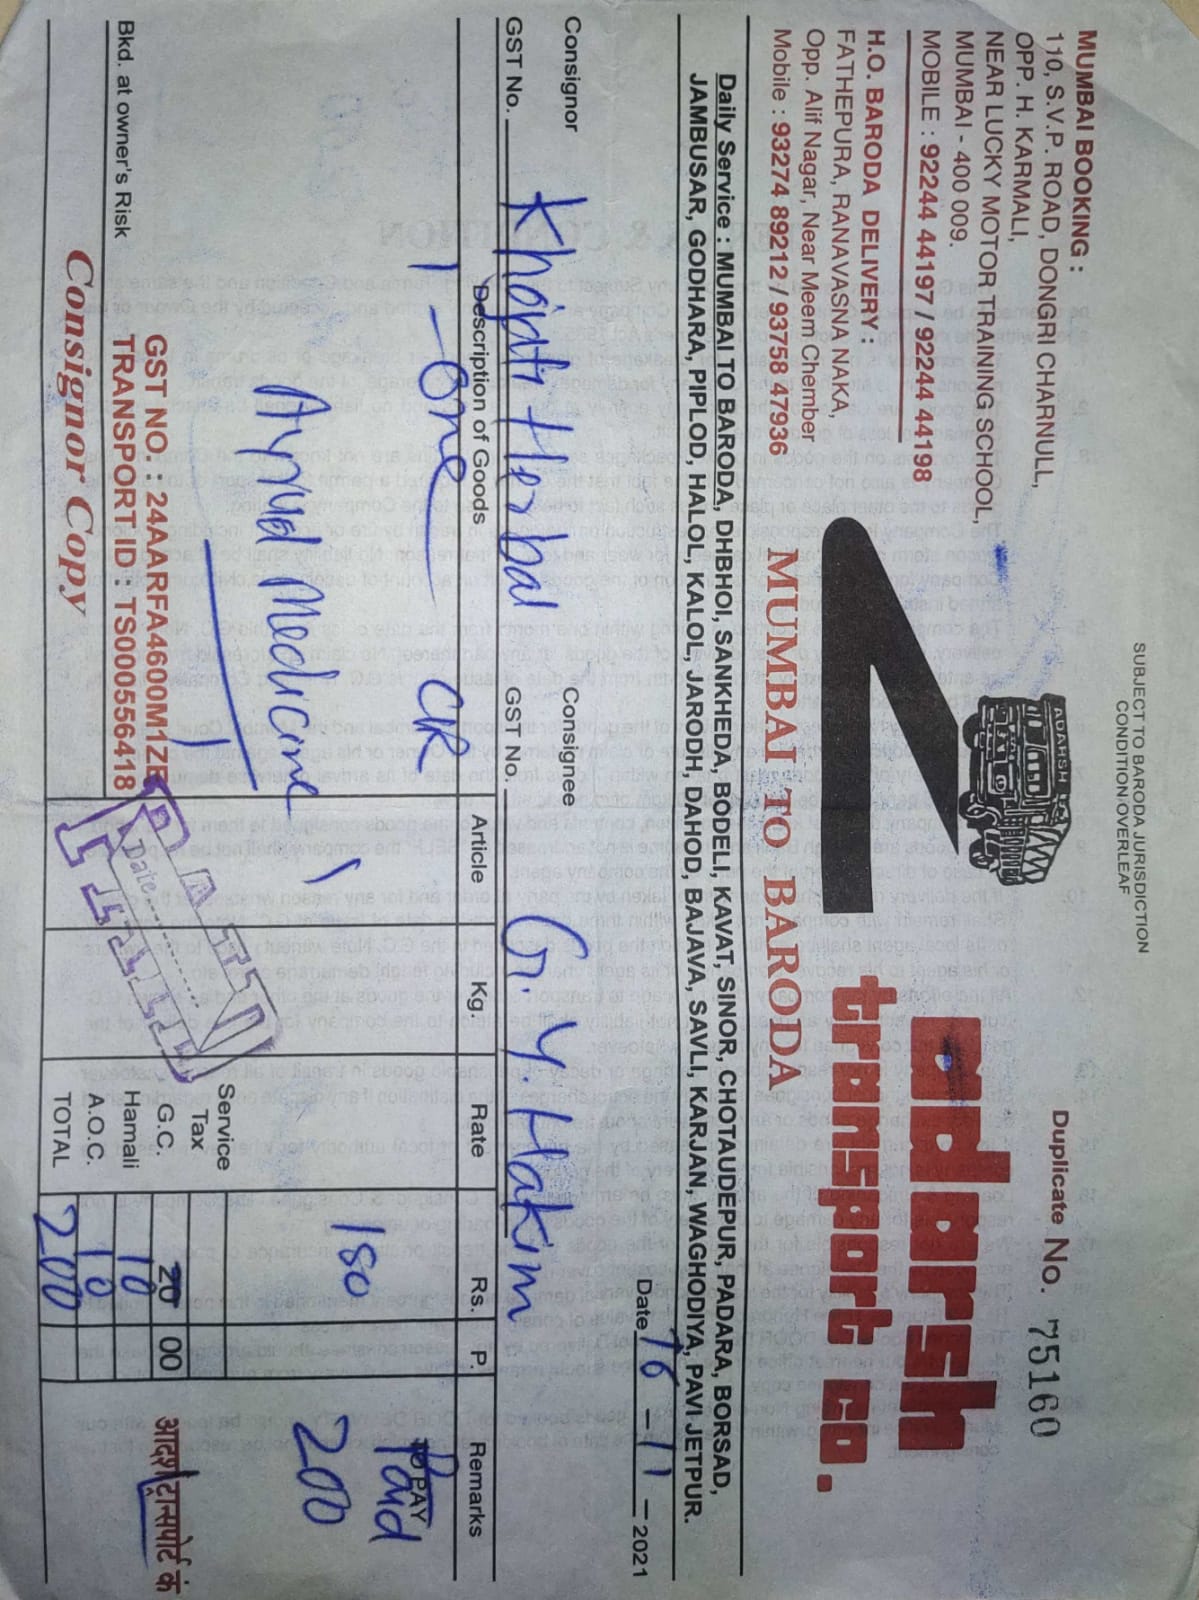 SUBJECT TO BARODA JURISDICTION
CONDITION OVERLEAF
MUMBAI BOOKING :
110, S.V.P. ROAD, DONGRI CHARNULL,
OPP. H. KARMALI,
NEAR LUCKY MOTOR TRAINING SCHOOL,
MUMBAI - 400 009.
MOBILE : 92244 44197 / 92244 44198
H.O. BARODA DELIVERY :
FATHEPURA, RANAVASNA NAKA,
Opp. Alif Nagar, Near Meem Chember
Mobile : 93274 89212 / 93758 47936
ADARSH
Duplicate No. 75160
adarsh
transport co.
MUMBAI TO BARODA
Daily Service : MUMBAI TO BARODA, DHBHOI, SANKHEDA, BODELI, KAVAT, SINOR, CHOTAUDEPUR, PADARA, BORSAD,
JAMBUSAR, GODHARA, PIPLOD, HALOL, KALOL, JARODH, DAHOD, BAJAVA, SAVLI, KARJAN, WAGHODIYA, PAVI JETPUR.
Date 16 - 11 - 2021
Consignor Consignee
Khyati Herbal G. Y. Hakim
GST No. GST No.
Description of Goods Article Kg Rate Rs. P. Remarks
1 - One CR 1 180 TO PAY
Paid
200
Ayud Medicine
Service
Tax
G.C. 20 00
Hamali 10
A.O.C. 10
TOTAL 200
GST NO. : 24AARFA4600M1ZE
TRANSPORT ID : TS000556418
Date
Bkd. at owner's Risk
Consignor Copy
आदर्श ट्रान्सपोर्ट कं